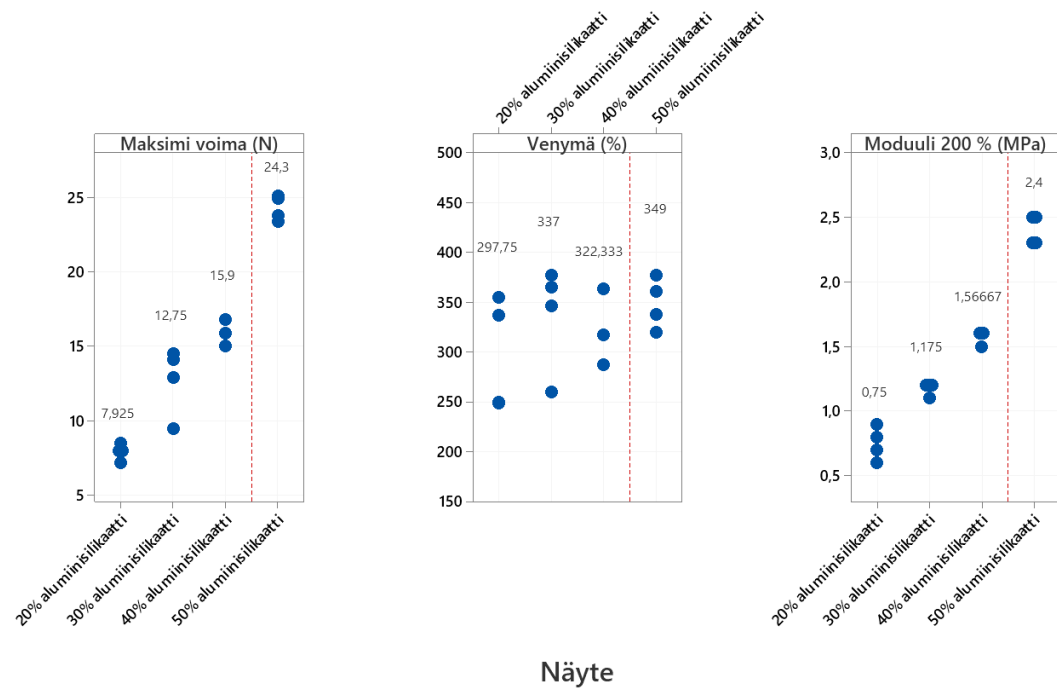 20% alumiinisilikaatti
30% alumiinisilikaatti
40% alumiinisilikaatti
50% alumiinisilikaatti
Maksimi voima (N)
25
20
15
10
5
7,925
12,75
15,9
24,3
20% alumiinisilikaatti
30% alumiinisilikaatti
40% alumiinisilikaatti
50% alumiinisilikaatti
Venymä (%)
500
450
400
350
300
250
200
150
297,75
337
322,333
349
Moduuli 200 % (MPa)
3,0
2,5
2,0
1,5
1,0
0,5
0,75
1,175
1,56667
2,4
20% alumiinisilikaatti
30% alumiinisilikaatti
40% alumiinisilikaatti
50% alumiinisilikaatti
Näyte